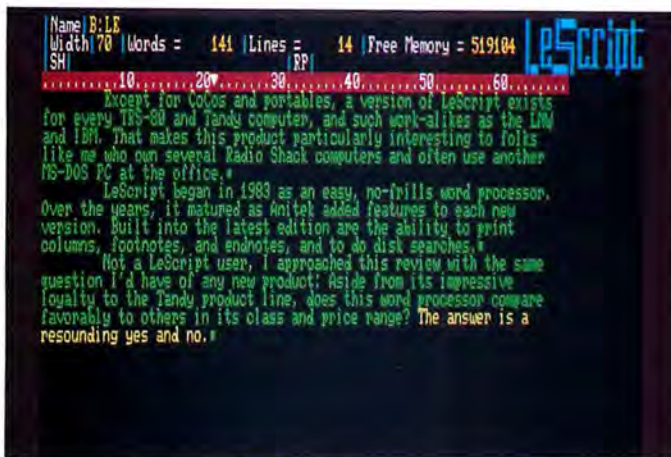 Name B:LE
Width 70 Words = 141 Lines = 14 Free Memory = 519104
SH RP
LeScript
........10........20........30........40........50........60........
Except for CoCos and portables, a version of LeScript exists
for every TRS-80 and Tandy computer, and such work-alikes as the LNW
and IBM. That makes this product particularly interesting to folks
like me who own several Radio Shack computers and often use another
MS-DOS PC at the office.
LeScript began in 1983 as an easy, no-frills word processor.
Over the years, it matured as Anitek added features to each new
version. Built into the latest edition are the ability to print
columns, footnotes, and endnotes, and to do disk searches.
Not a LeScript user, I approached this review with the same
question I'd have of any new product: Aside from its impressive
loyalty to the Tandy product line, does this word processor compare
favorably to others in its class and price range? The answer is a
resounding yes and no.